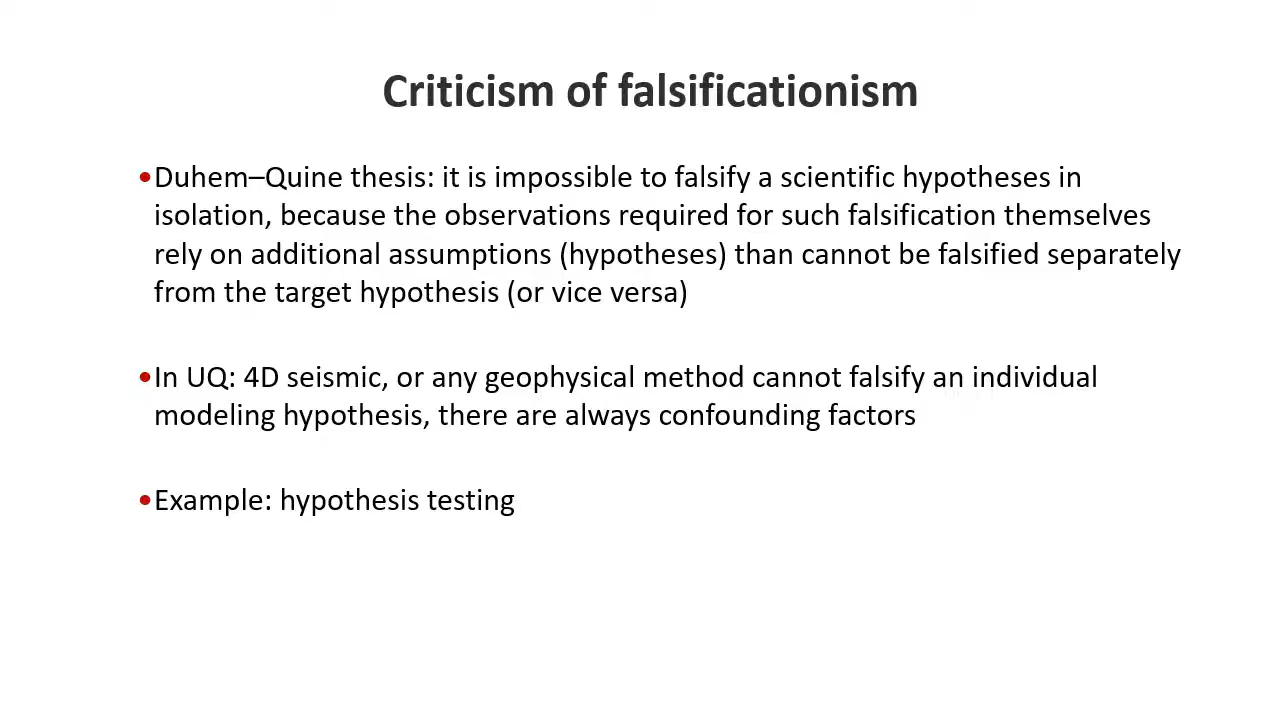 Criticism of falsificationism
•Duhem–Quine thesis: it is impossible to falsify a scientific hypotheses in
isolation, because the observations required for such falsification themselves
rely on additional assumptions (hypotheses) than cannot be falsified separately
from the target hypothesis (or vice versa)
•In UQ: 4D seismic, or any geophysical method cannot falsify an individual
modeling hypothesis, there are always confounding factors
•Example: hypothesis testing